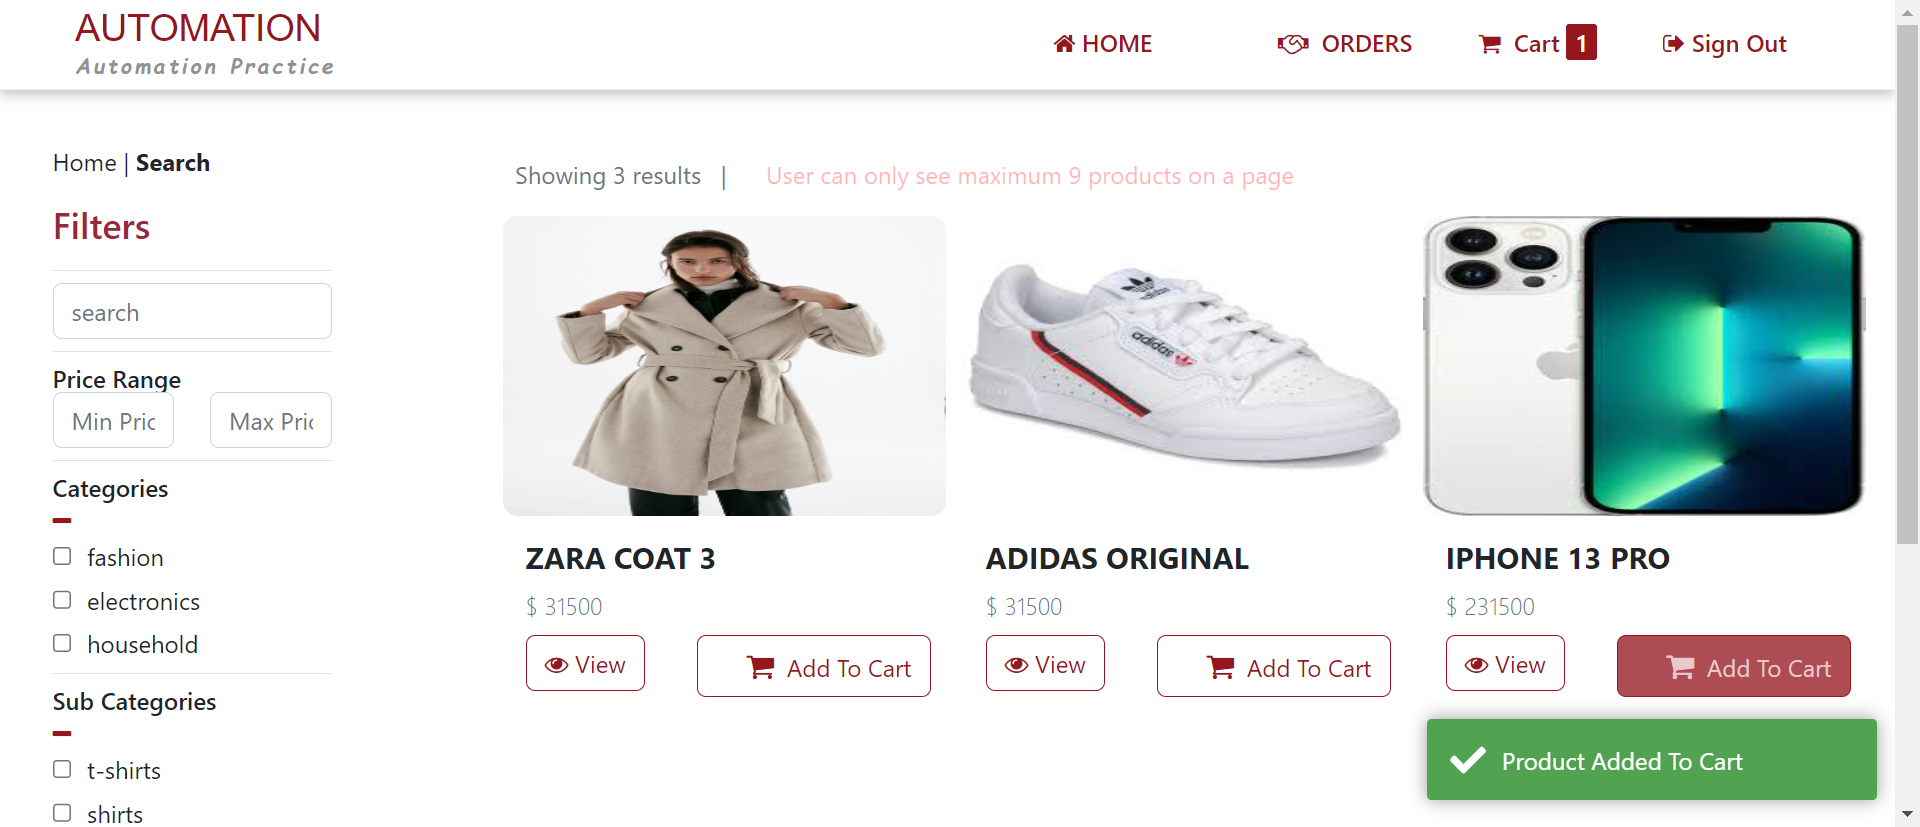 AUTOMATION
Automation Practice
HOME
ORDERS
Cart 1
Sign Out
Home | Search
Filters
search
Price Range
Min Pric
Max Pric
Categories
fashion
electronics
household
Sub Categories
t-shirts
shirts
Showing 3 results |
User can only see maximum 9 products on a page
adidas
adidas
ZARA COAT 3
$ 31500
View
Add To Cart
ADIDAS ORIGINAL
$ 31500
View
Add To Cart
IPHONE 13 PRO
$ 231500
View
Add To Cart
Product Added To Cart